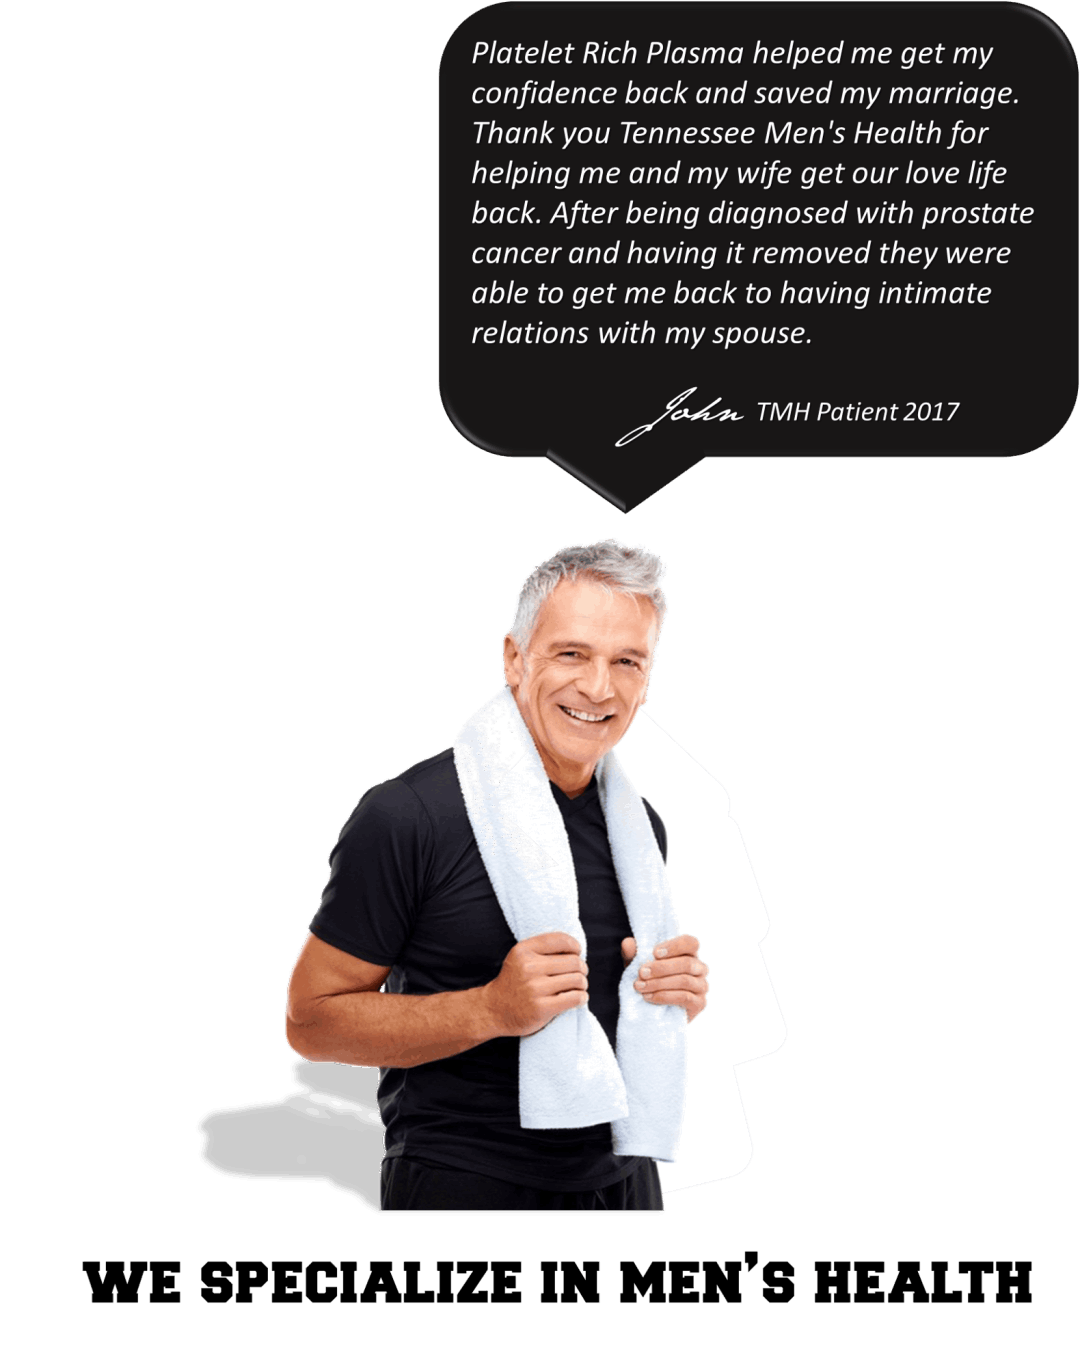 Platelet Rich Plasma helped me get my
confidence back and saved my marriage.
Thank you Tennessee Men's Health for
helping me and my wife get our love life
back. After being diagnosed with prostate
cancer and having it removed they were
able to get me back to having intimate
relations with my spouse.
John TMH Patient 2017
WE SPECIALIZE IN MEN’S HEALTH